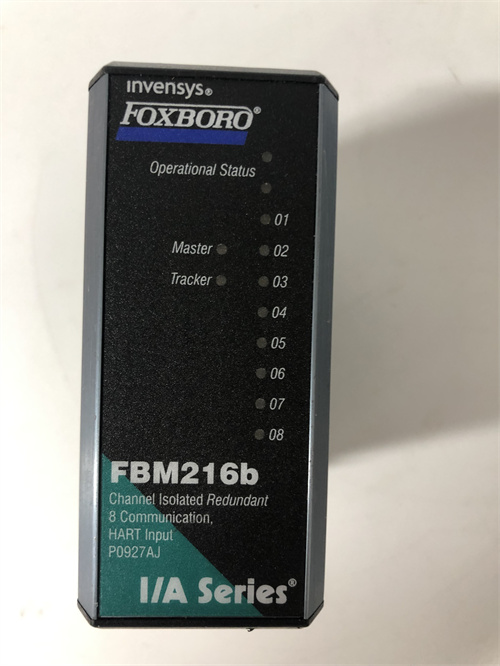 invensys®
FOXBORO®
Operational Status
01
Master 02
Tracker 03
04
05
06
07
08
FBM216b
Channel Isolated Redundant
8 Communication,
HART Input
P0927AJ
I/A Series®